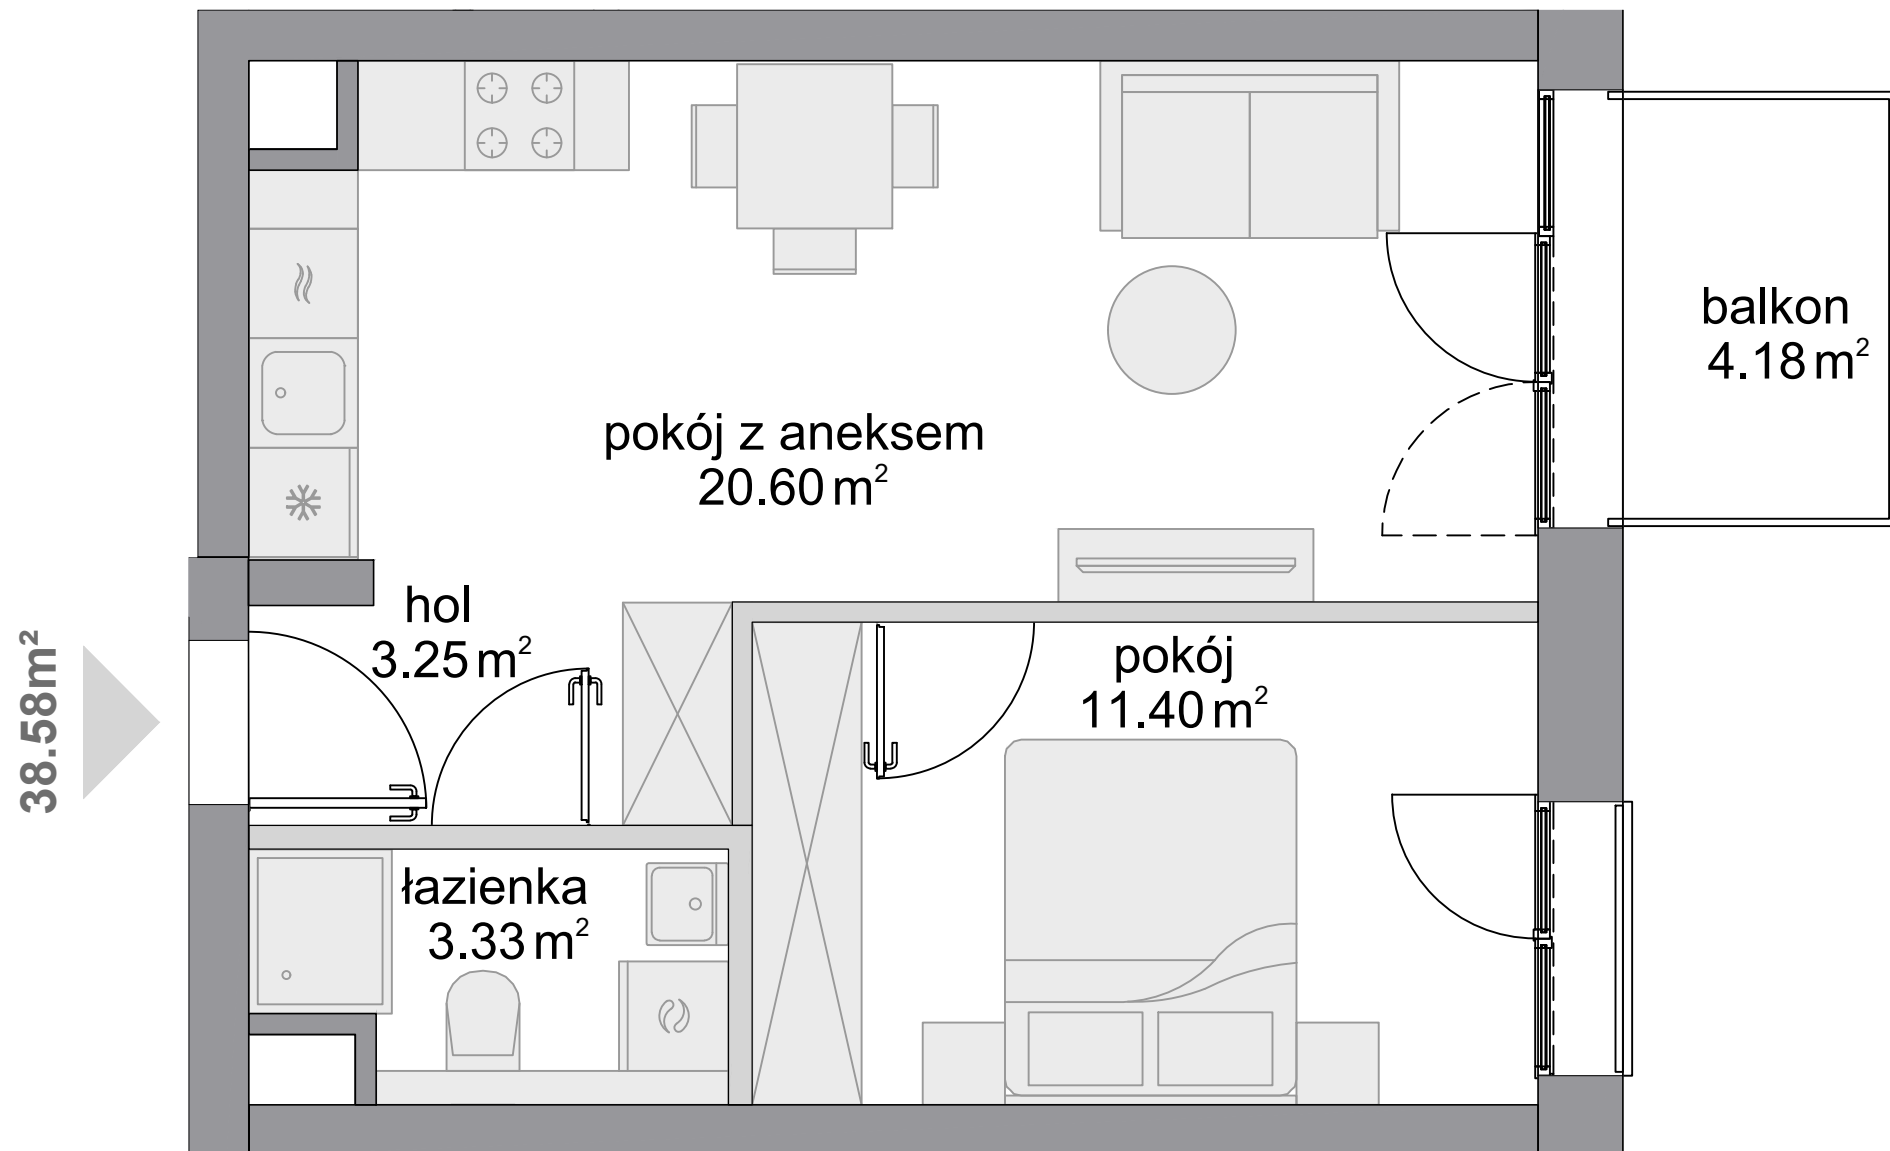 balkon
4.18 m²
pokój z aneksem
20.60 m²
hol
3.25 m²
pokój
11.40 m²
38.58m²
łazienka
3.33 m²